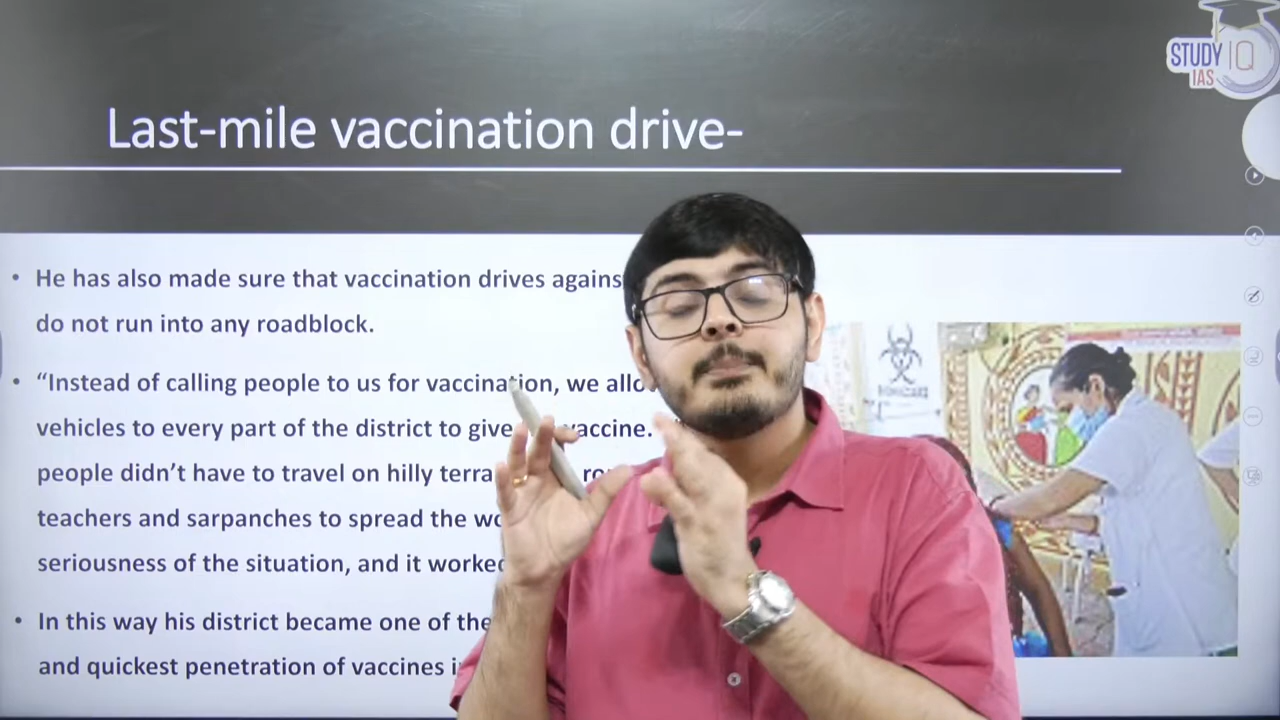 STUDY IQ
IAS
Last-mile vaccination drive-
• He has also made sure that vaccination drives agains
do not run into any roadblock.
• “Instead of calling people to us for vaccination, we allo
vehicles to every part of the district to give vaccine.
people didn’t have to travel on hilly terra
teachers and sarpanches to spread the wo
seriousness of the situation, and it worked
• In this way his district became one of the
and quickest penetration of vaccines i